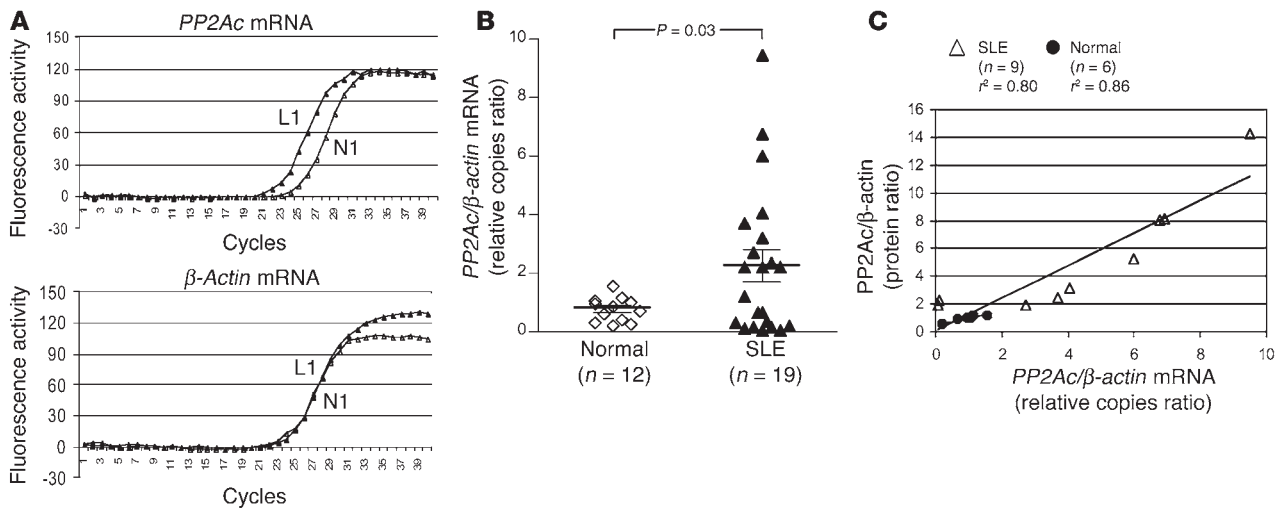 A
PP2Ac mRNA
Fluorescence activity
150
120
90
60
30
0
-30
L1
N1
1 3 5 7 9 11 13 15 17 19 21 23 25 27 29 31 33 35 37 39
Cycles
β-Actin mRNA
Fluorescence activity
150
120
90
60
30
0
-30
L1
N1
1 3 5 7 9 11 13 15 17 19 21 23 25 27 29 31 33 35 37 39
Cycles
B
P = 0.03
PP2Ac/β-actin mRNA
(relative copies ratio)
10
8
6
4
2
0
Normal
(n = 12)
SLE
(n = 19)
C
SLE
(n = 9)
r² = 0.80
Normal
(n = 6)
r² = 0.86
PP2Ac/β-actin
(protein ratio)
16
14
12
10
8
6
4
2
0
0 2 4 6 8 10
PP2Ac/β-actin mRNA
(relative copies ratio)